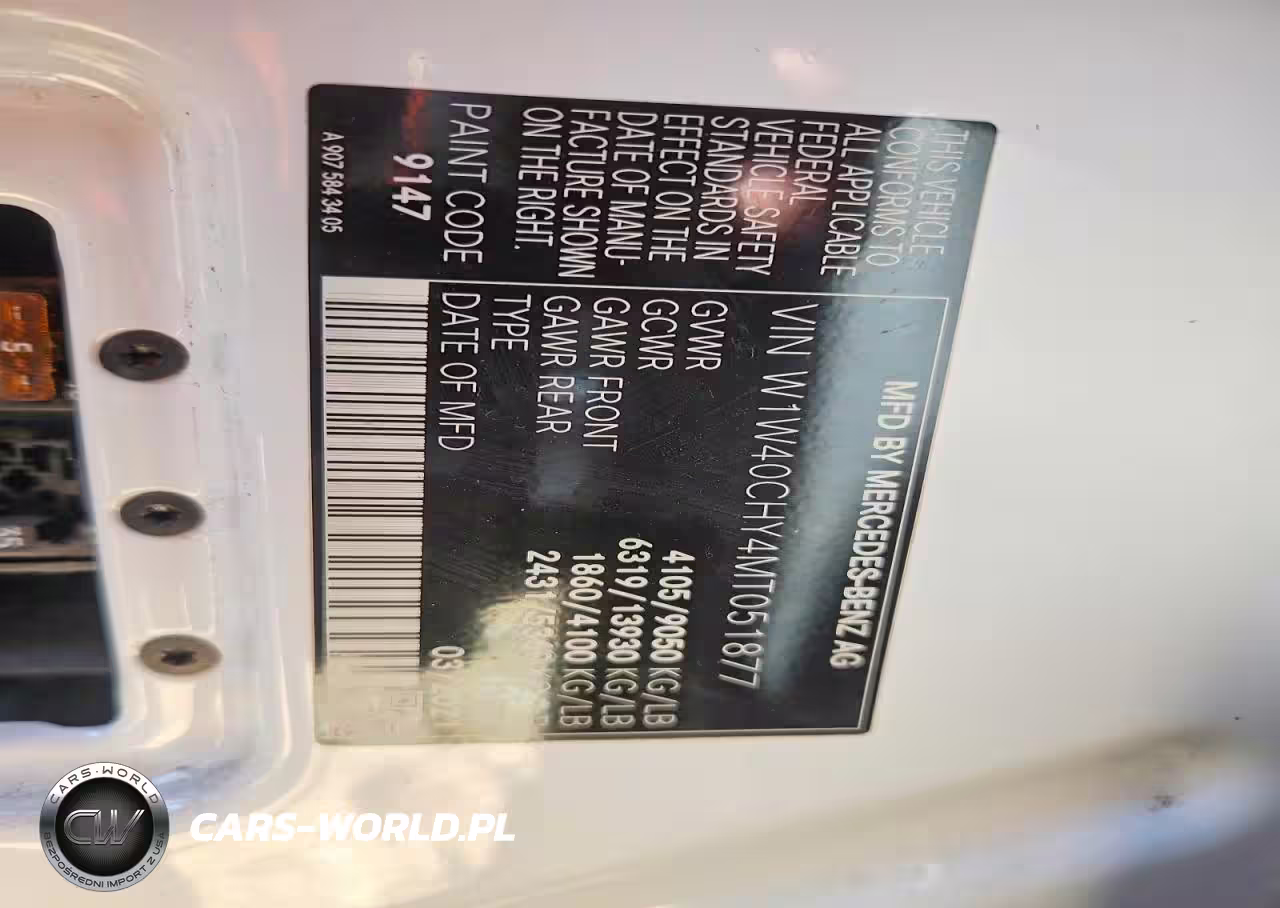 THIS VEHICLE
CONFORMS TO
ALL APPLICABLE
FEDERAL
VEHICLE SAFETY
STANDARDS IN
EFFECT ON THE
DATE OF MANU-
FACTURE SHOWN
ON THE RIGHT.
PAINT CODE
9147
A 907 584 34 05
MFD BY MERCEDES-BENZ AG
VIN W1W40CHY4MT051877
GVWR 4105/9050 KG/LB
GCWR 6319/13930 KG/LB
GAWR FRONT 1860/4100 KG/LB
GAWR REAR 2431
TYPE
DATE OF MFD 03
5
CARS-WORLD
CW
BEZPOŚREDNI IMPORT Z USA
CARS-WORLD.PL